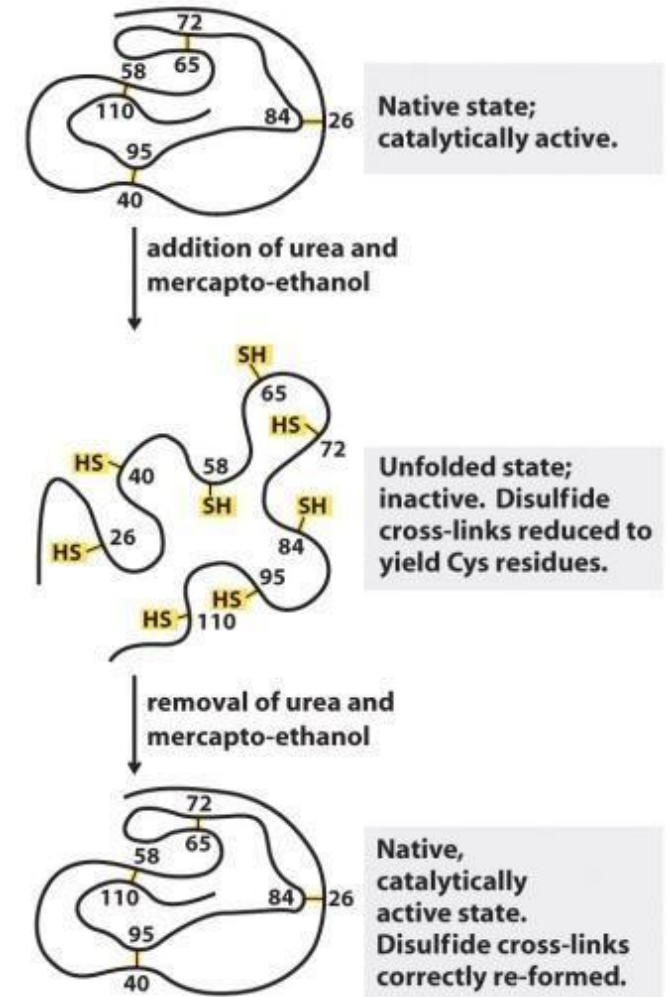 72
65
58
110
84
26
Native state;
catalytically active.
95
40
addition of urea and
mercapto-ethanol
SH
65
HS
72
HS
40
58
SH
SH
84
26
HS
95
HS
HS
110
Unfolded state;
inactive. Disulfide
cross-links reduced to
yield Cys residues.
removal of urea and
mercapto-ethanol
72
65
58
110
84
26
95
40
Native,
catalytically
active state.
Disulfide cross-links
correctly re-formed.